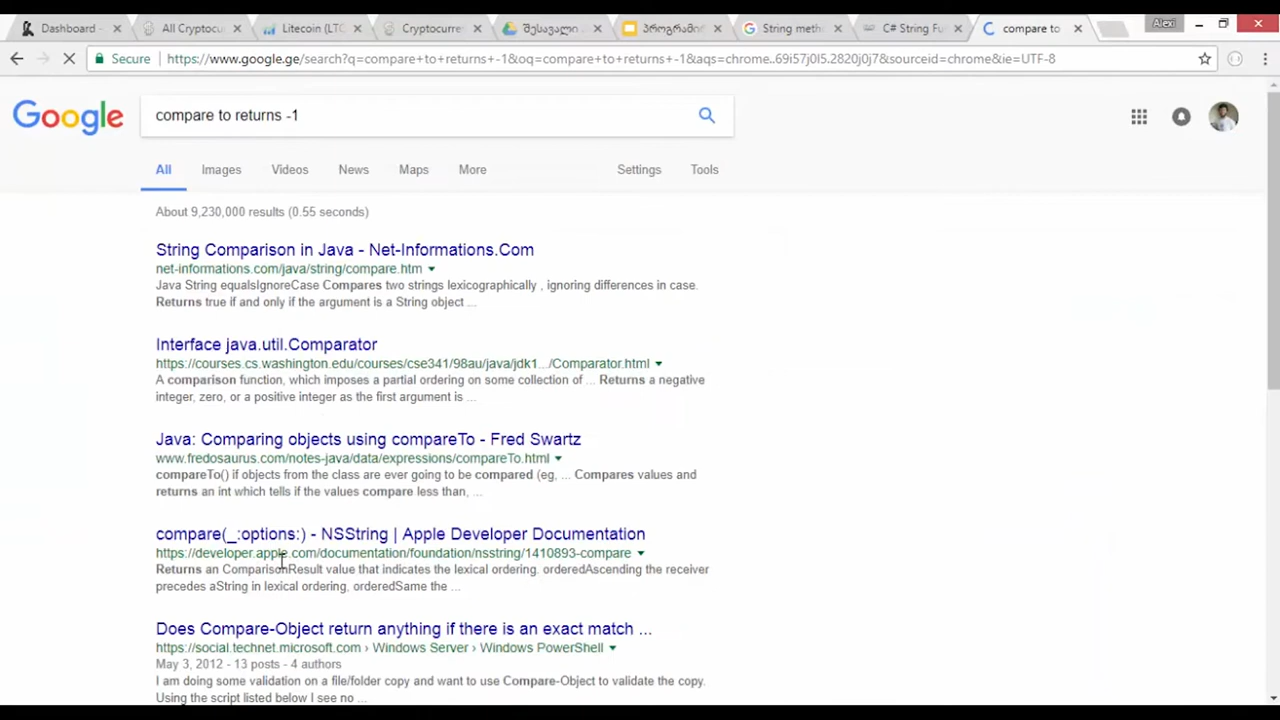 Dashboard -
All Cryptocu
Litecoin (LTC
Cryptocurre
შესავალი
პროგრამი
String meth
C# String Fu
compare to
Alexi
Secure
https://www.google.ge/search?q=compare+to+returns+-1&oq=compare+to+returns+-1&aqs=chrome..69i57j0l5.2820j0j7&sourceid=chrome&ie=UTF-8
Google
compare to returns -1
All
Images
Videos
News
Maps
More
Settings
Tools
About 9,230,000 results (0.55 seconds)
String Comparison in Java - Net-Informations.Com
net-informations.com/java/string/compare.htm
Java String equalsIgnoreCase Compares two strings lexicographically , ignoring differences in case.
Returns true if and only if the argument is a String object ...
Interface java.util.Comparator
https://courses.cs.washington.edu/courses/cse341/98au/java/jdk1.../Comparator.html
A comparison function, which imposes a partial ordering on some collection of ... Returns a negative
integer, zero, or a positive integer as the first argument is ...
Java: Comparing objects using compareTo - Fred Swartz
www.fredosaurus.com/notes-java/data/expressions/compareTo.html
compareTo() if objects from the class are ever going to be compared (eg, ... Compares values and
returns an int which tells if the values compare less than, ...
compare(_:options:) - NSString | Apple Developer Documentation
https://developer.apple.com/documentation/foundation/nsstring/1410893-compare
Returns an ComparisonResult value that indicates the lexical ordering. orderedAscending the receiver
precedes aString in lexical ordering, orderedSame the ...
Does Compare-Object return anything if there is an exact match ...
https://social.technet.microsoft.com › Windows Server › Windows PowerShell
May 3, 2012 - 13 posts - 4 authors
I am doing some validation on a file/folder copy and want to use Compare-Object to validate the copy.
Using the script listed below I see no ...